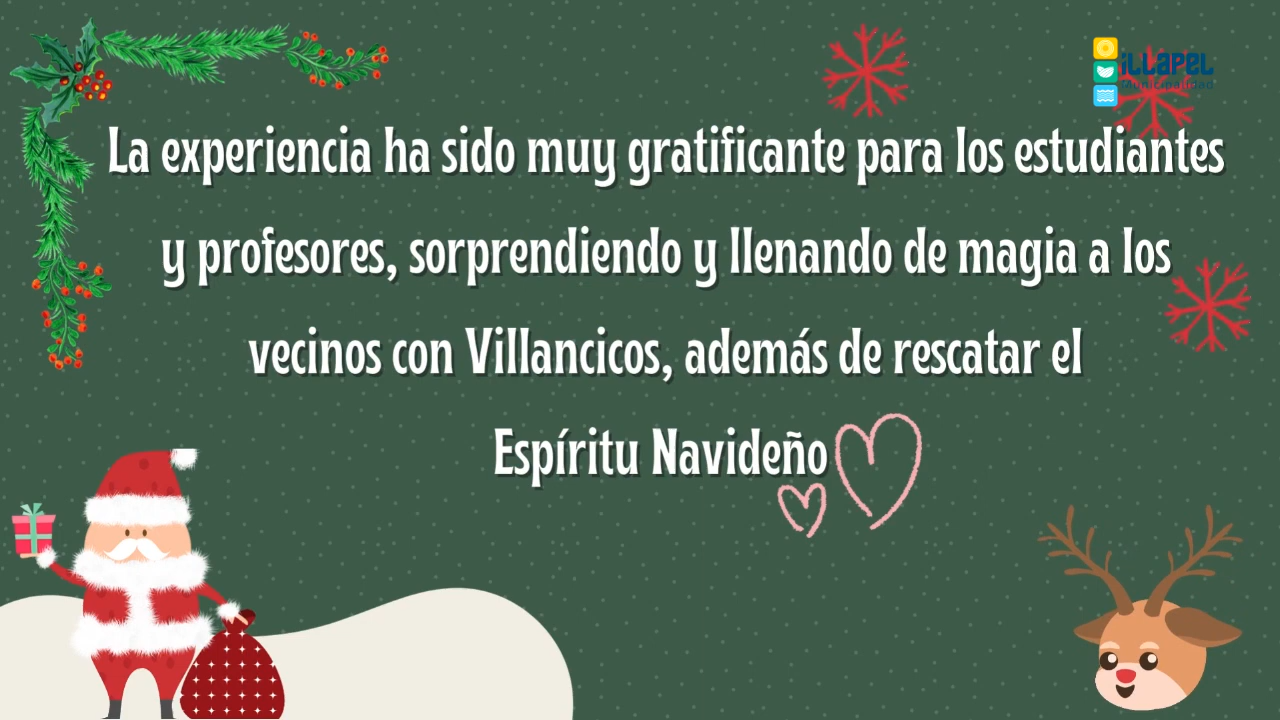 iLLAPEL
Municipalidad
La experiencia ha sido muy gratificante para los estudiantes
y profesores, sorprendiendo y llenando de magia a los
vecinos con Villancicos, además de rescatar el
Espíritu Navideño